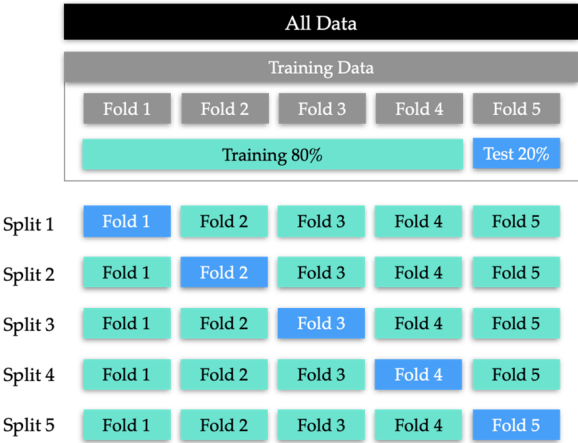 All Data
Training Data
Fold 1 Fold 2 Fold 3 Fold 4 Fold 5
Training 80% Test 20%
Split 1 Fold 1 Fold 2 Fold 3 Fold 4 Fold 5
Split 2 Fold 1 Fold 2 Fold 3 Fold 4 Fold 5
Split 3 Fold 1 Fold 2 Fold 3 Fold 4 Fold 5
Split 4 Fold 1 Fold 2 Fold 3 Fold 4 Fold 5
Split 5 Fold 1 Fold 2 Fold 3 Fold 4 Fold 5